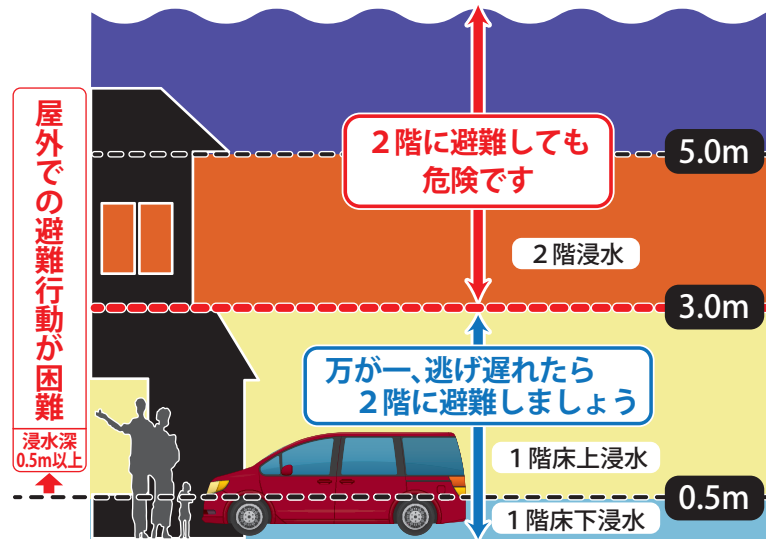 屋外での避難行動が困難
浸水深
0.5m以上
２階に避難しても
危険です
5.0m
２階浸水
3.0m
万が一、逃げ遅れたら
２階に避難しましょう
１階床上浸水
0.5m
１階床下浸水